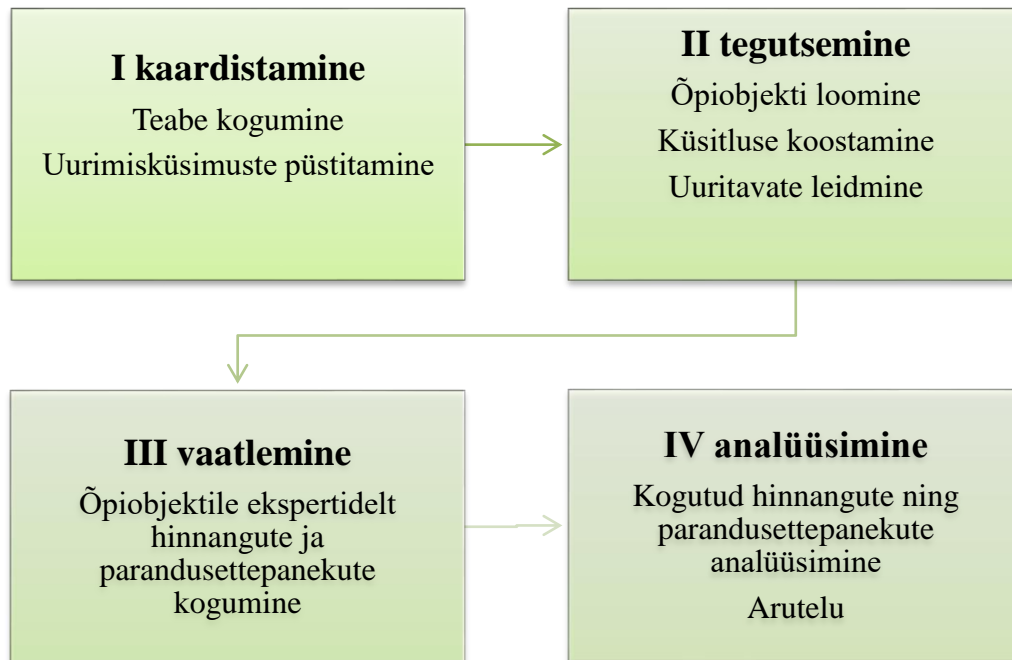 I kaardistamine
Teabe kogumine
Uurimisküsimuste püstitamine
II tegutsemine
Õpiobjekti loomine
Küsitluse koostamine
Uuritavate leidmine
III vaatlemine
Õpiobjektile ekspertidelt
hinnangute ja
parandusettepanekute
kogumine
IV analüüsimine
Kogutud hinnangute ning
parandusettepanekute
analüüsimine
Arutelu